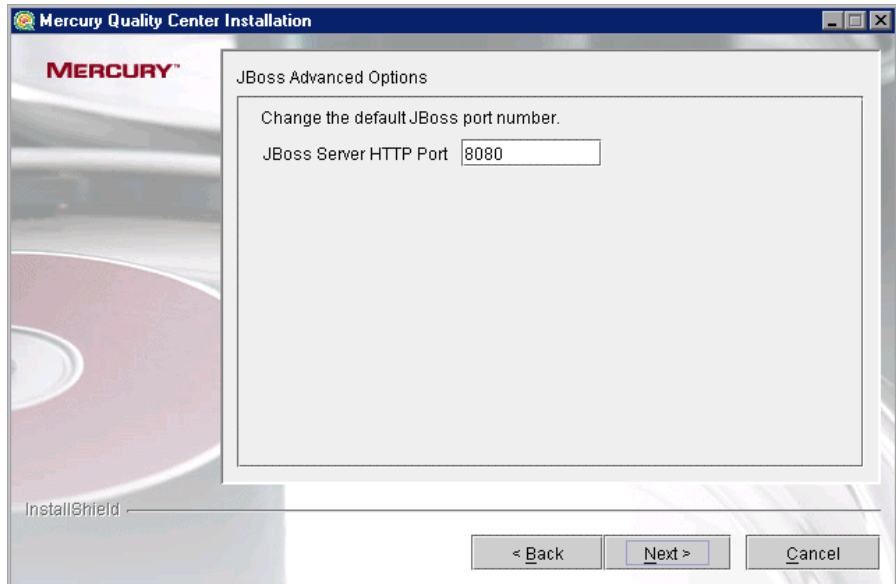 Mercury Quality Center Installation
MERCURY™
JBoss Advanced Options
Change the default JBoss port number.
JBoss Server HTTP Port 8080
InstallShield
< Back Next > Cancel